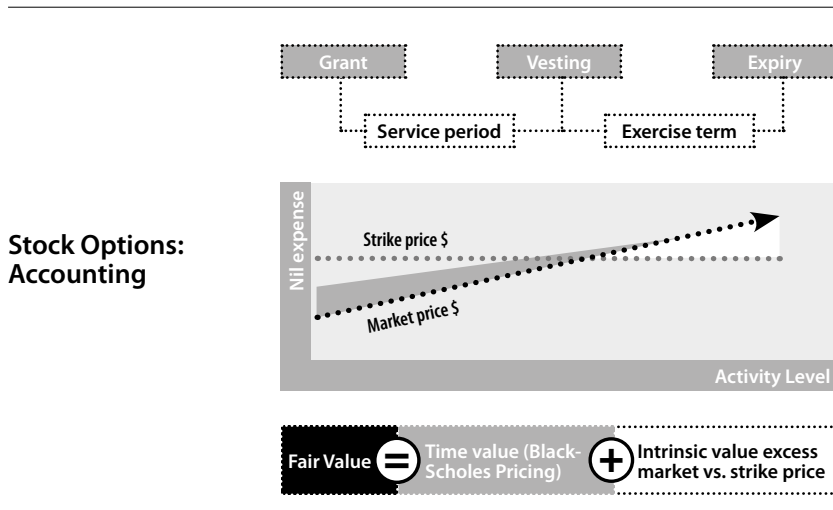 Grant
Vesting
Expiry
Service period
Exercise term
Stock Options:
Accounting
Nil expense
Strike price $
Market price $
Activity Level
Fair Value
=
Time value (Black-
Scholes Pricing)
+
Intrinsic value excess
market vs. strike price